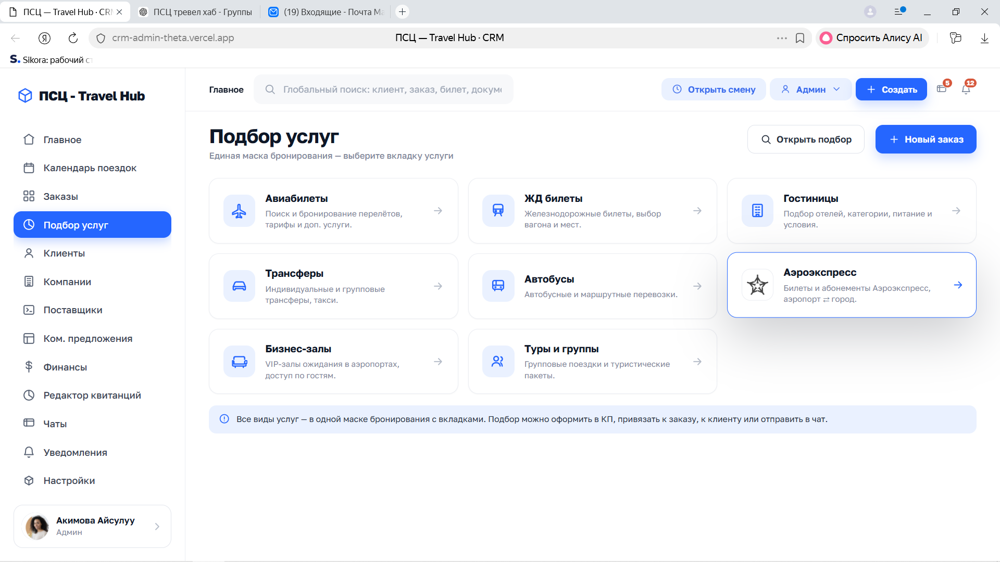 ПСЦ — Travel Hub · CRM
ПСЦ тревел хаб - Группы
(19) Входящие - Почта Ma
crm-admin-theta.vercel.app
ПСЦ — Travel Hub · CRM
Спросить Алису AI
S. Sikora: рабочий ст
ПСЦ - Travel Hub
Главное
Глобальный поиск: клиент, заказ, билет, докуме
Открыть смену
Админ
Создать
5
12
Главное
Календарь поездок
Заказы
Подбор услуг
Клиенты
Компании
Поставщики
Ком. предложения
Финансы
Редактор квитанций
Чаты
Уведомления
Настройки
Акимова Айсулуу
Админ
Подбор услуг
Единая маска бронирования — выберите вкладку услуги
Открыть подбор
Новый заказ
Авиабилеты
Поиск и бронирование перелётов,
тарифы и доп. услуги.
ЖД билеты
Железнодорожные билеты, выбор
вагона и мест.
Гостиницы
Подбор отелей, категории, питание и
условия.
Трансферы
Индивидуальные и групповые
трансферы, такси.
Автобусы
Автобусные и маршрутные перевозки.
Аэроэкспресс
Билеты и абонементы Аэроэкспресс,
аэропорт ⇄ город.
Бизнес-залы
VIP-залы ожидания в аэропортах,
доступ по гостям.
Туры и группы
Групповые поездки и туристические
пакеты.
Все виды услуг — в одной маске бронирования с вкладками. Подбор можно оформить в КП, привязать к заказу, к клиенту или отправить в чат.